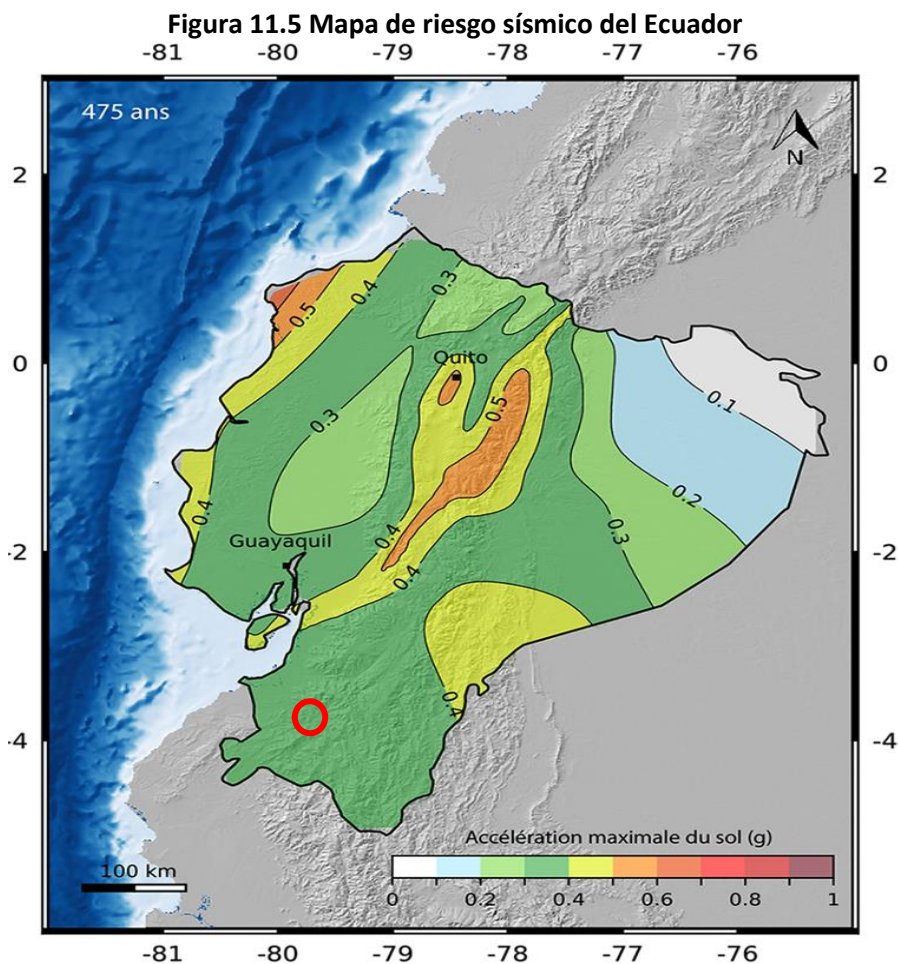 Figura 11.5 Mapa de riesgo sísmico del Ecuador
-81 -80 -79 -78 -77 -76
475 ans
N
2 2
0.3
0.4
0.5
0 0
Quito
0.1
0.5
0.3
0.2
0.4
0.4
0.3
Guayaquil
-2 -2
0.4
0.4
-4 -4
Accélération maximale du sol (g)
100 km
0 0.2 0.4 0.6 0.8 1
-81 -80 -79 -78 -77 -76